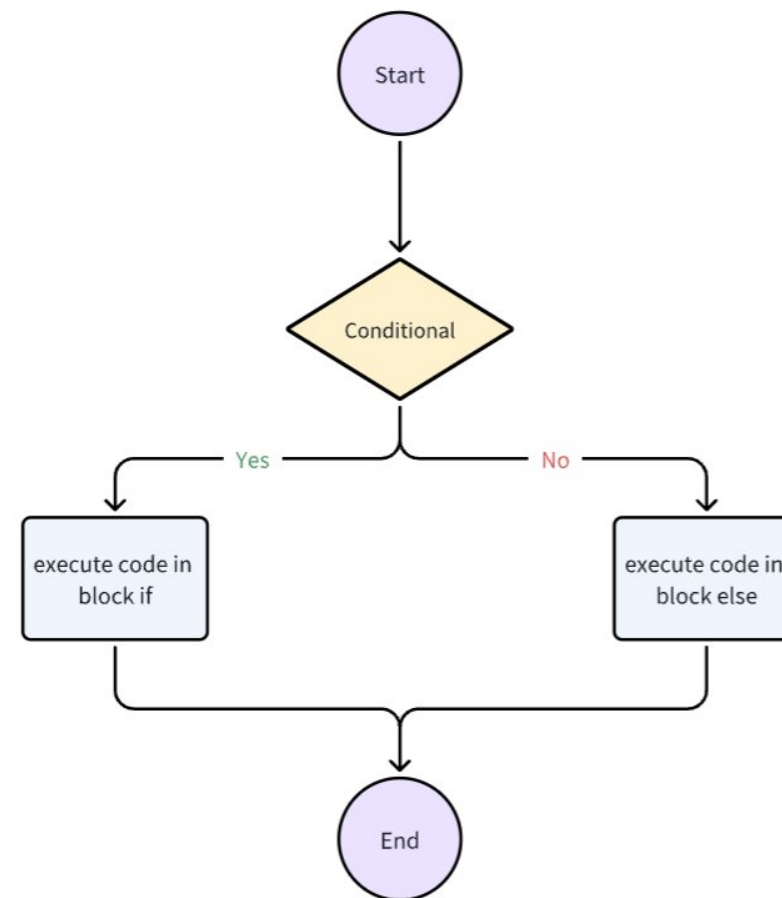 Start
Conditional
Yes
No
execute code in
block if
execute code in
block else
End